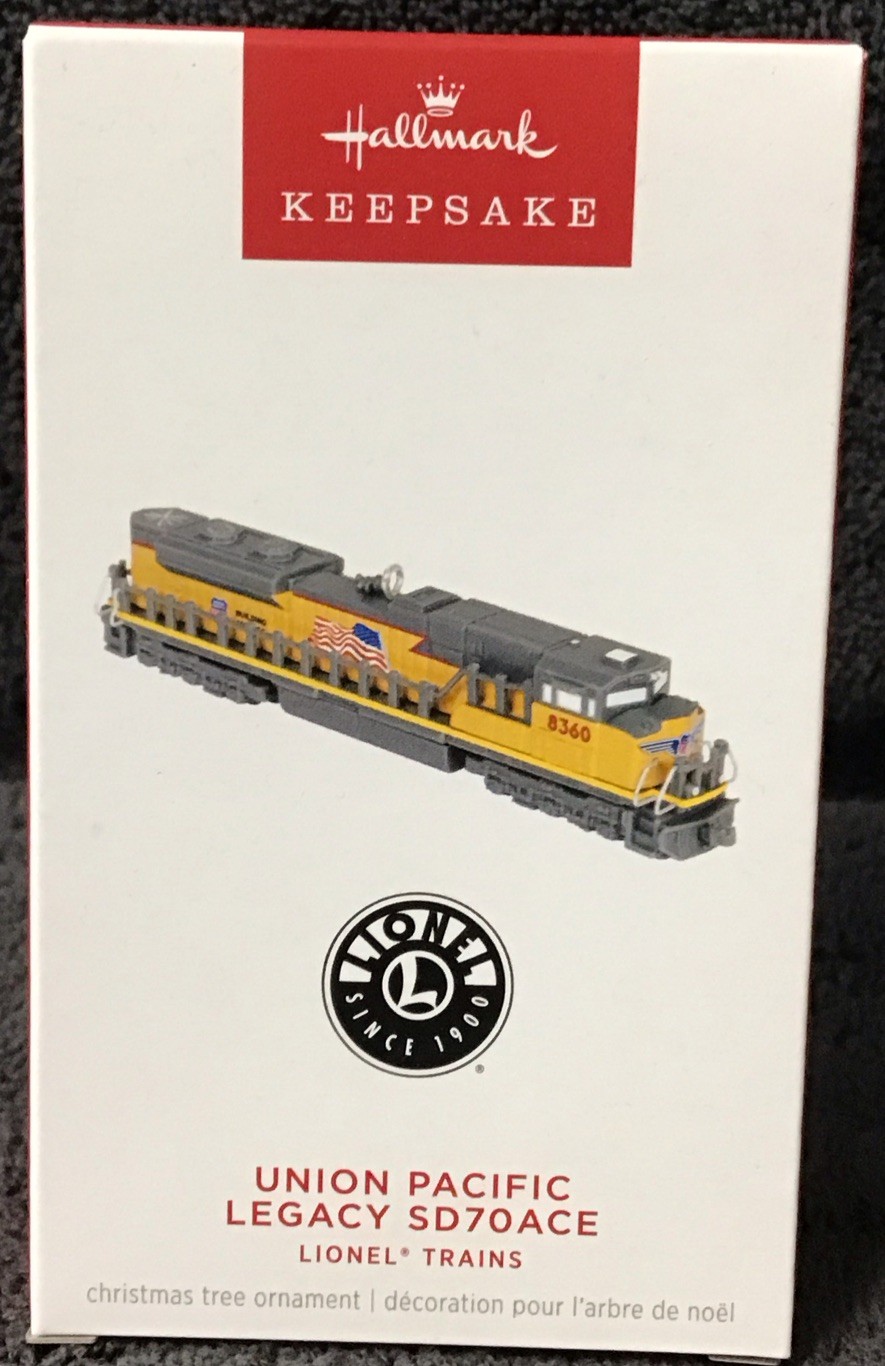 Hallmark
KEEPSAKE
BUILDING
8360
LIONEL
L
SINCE 1900
®
UNION PACIFIC
LEGACY SD70ACE
LIONEL® TRAINS
christmas tree ornament | décoration pour l'arbre de noël